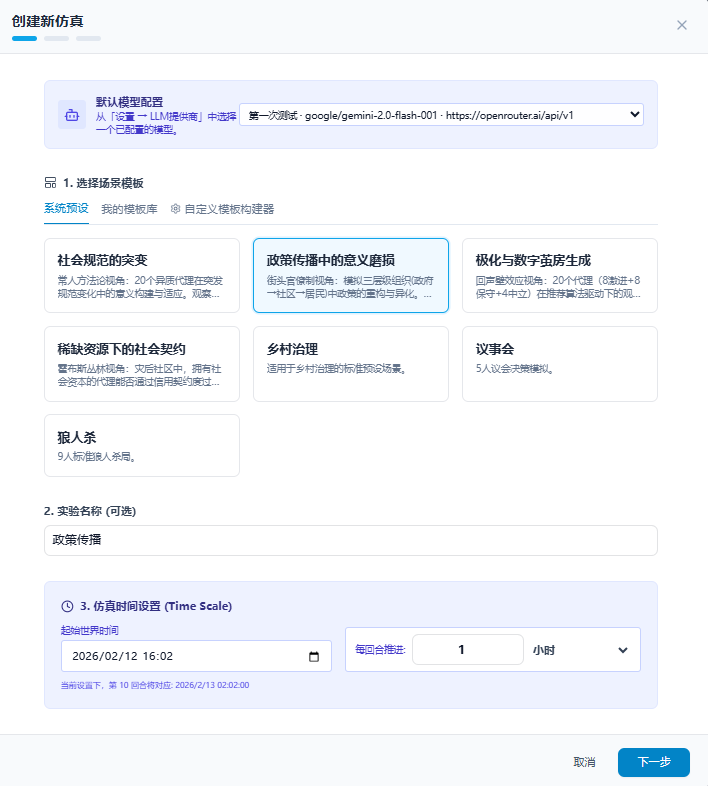 创建新仿真
默认模型配置
从「设置 → LLM提供商」中选择
一个已配置的模型。
第一次测试 · google/gemini-2.0-flash-001 · https://openrouter.ai/api/v1
1. 选择场景模板
系统预设
我的模板库
自定义模板构建器
社会规范的突变
常人方法论视角：20个异质代理在突发
规范变化中的意义构建与适应。观察...
政策传播中的意义磨损
街头官僚制视角：模拟三层级组织(政府
→社区→居民)中政策的重构与异化。...
极化与数字茧房生成
回声壁效应视角：20个代理（8激进+8
保守+4中立）在推荐算法驱动下的观...
稀缺资源下的社会契约
霍布斯丛林视角：灾后社区中，拥有社
会资本的代理能否通过信用契约度过...
乡村治理
适用于乡村治理的标准预设场景。
议事会
5人议会决策模拟。
狼人杀
9人标准狼人杀局。
2. 实验名称 (可选)
政策传播
3. 仿真时间设置 (Time Scale)
起始世界时间
2026/02/12 16:02
每回合推进:
1
小时
当前设置下，第 10 回合将对应: 2026/2/13 02:02:00
取消
下一步